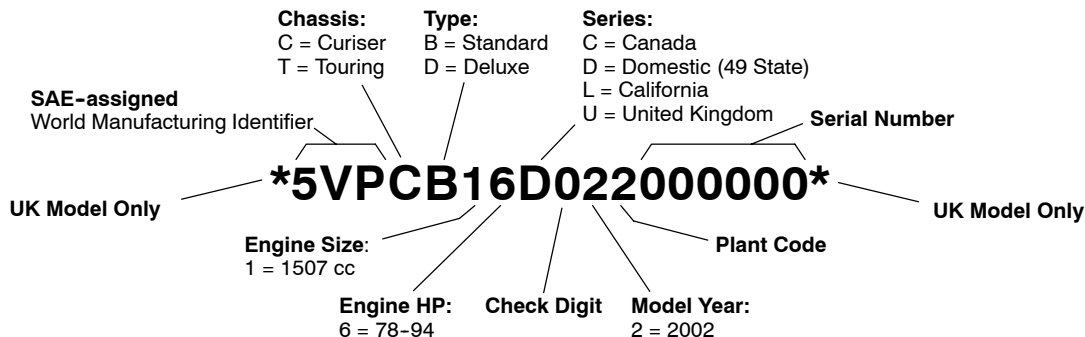 Chassis:
C = Curiser
T = Touring
Type:
B = Standard
D = Deluxe
Series:
C = Canada
D = Domestic (49 State)
L = California
U = United Kingdom
SAE-assigned
World Manufacturing Identifier
Serial Number
*5VPCB16D022000000*
UK Model Only
UK Model Only
Engine Size:
1 = 1507 cc
Plant Code
Engine HP:
6 = 78-94
Check Digit
Model Year:
2 = 2002